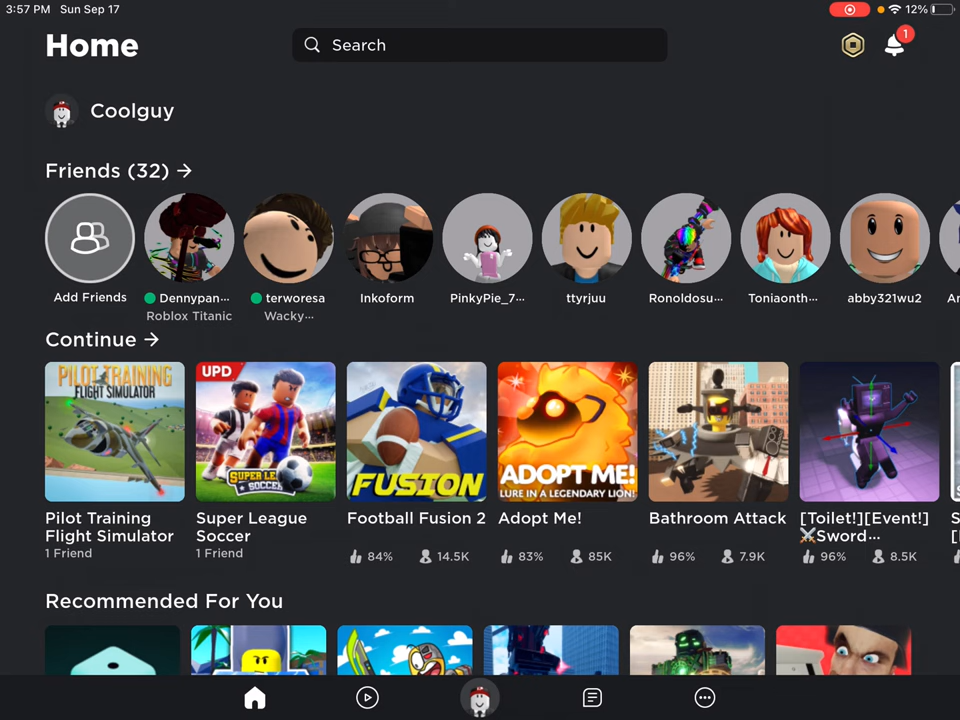 3:57 PM Sun Sep 17
12%
Home
Search
1
Coolguy
Friends (32) →
Add Friends
Dennypan...
Roblox Titanic
terworesa
Wacky...
Inkoform
PinkyPie_7...
ttyrjuu
Ronoldosu...
Toniaonth...
abby321wu2
Continue →
PILOT TRAINING
FLIGHT SIMULATOR
UPD
SUPER LEAGUE
SOCCER
FUSION
ADOPT ME!
LURE IN A LEGENDARY LION!
Pilot Training
Flight Simulator
1 Friend
Super League
Soccer
1 Friend
Football Fusion 2
84% 14.5K
Adopt Me!
83% 85K
Bathroom Attack
96% 7.9K
[Toilet!][Event!]
⚔️Sword...
96% 8.5K
Recommended For You